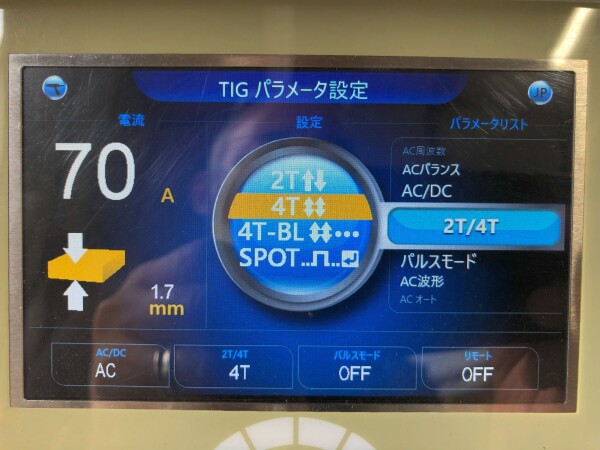 TIG パラメータ設定
JP
電流
設定
パラメータリスト
70 A
1.7
mm
2T
4T
4T-BL
SPOT
AC周波数
ACバランス
AC/DC
2T/4T
パルスモード
AC波形
AC オート
AC/DC
AC
2T/4T
4T
パルスモード
OFF
リモート
OFF